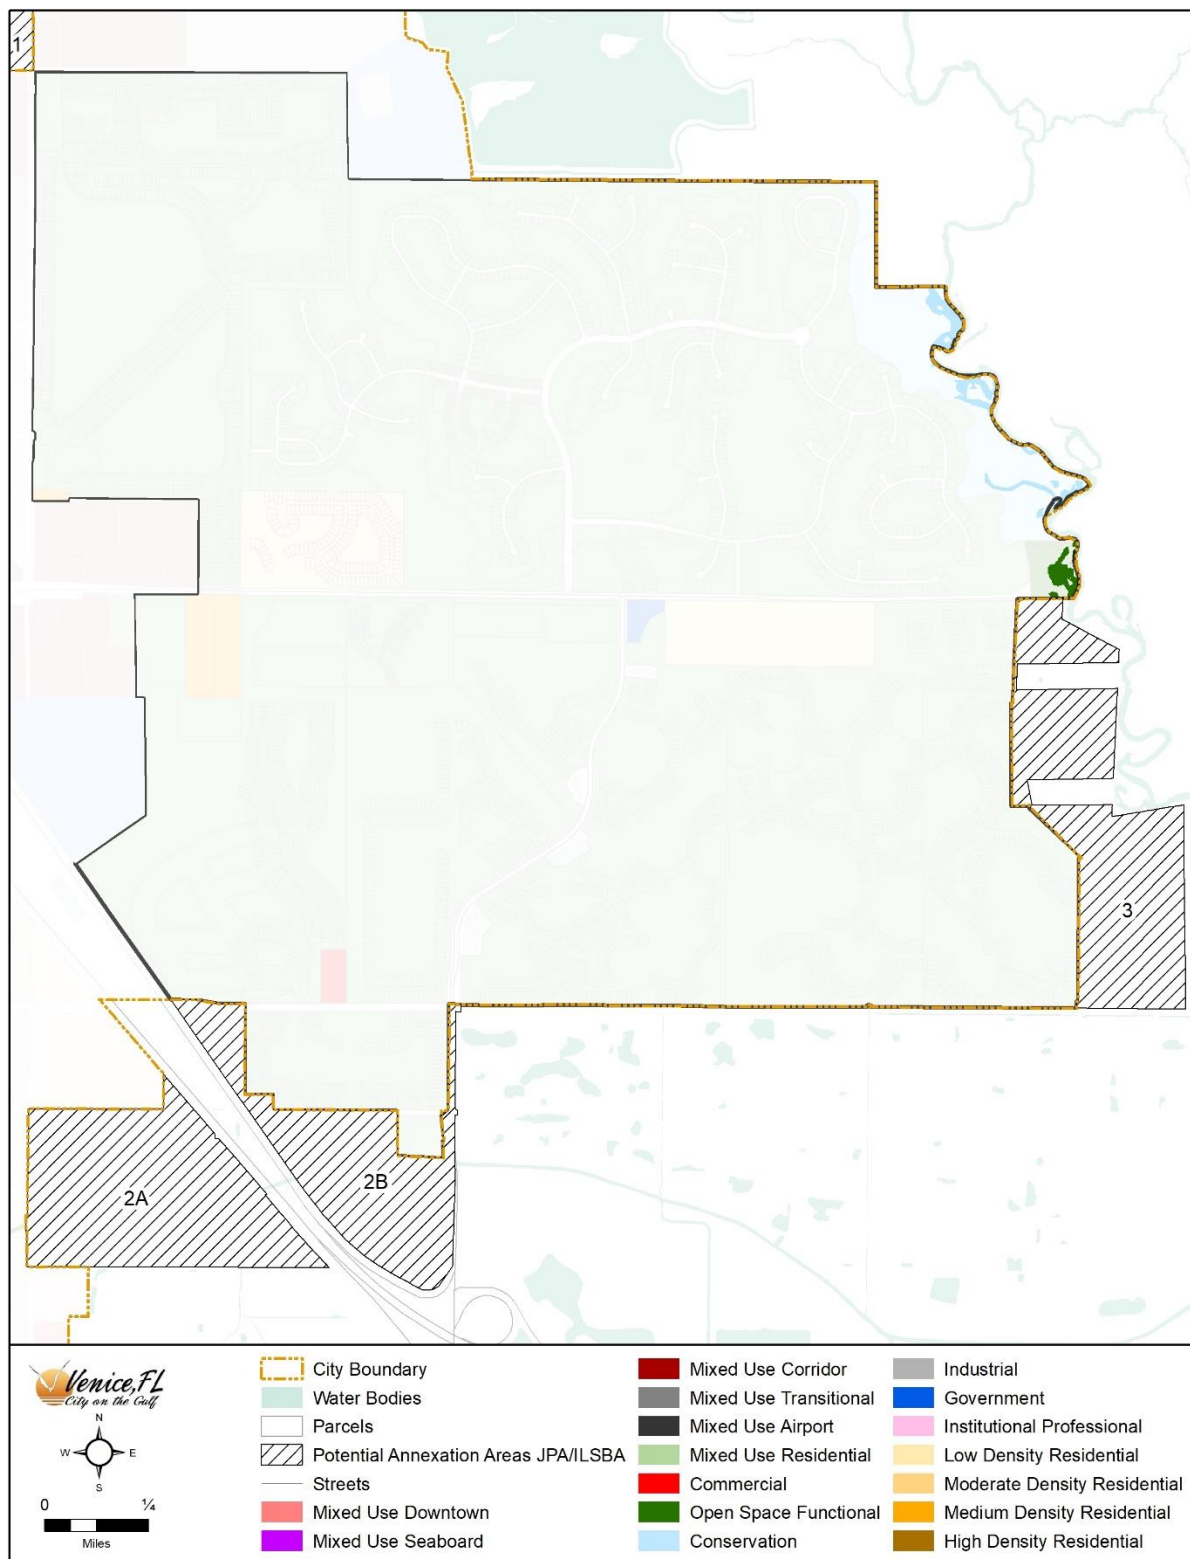 1
3
2A
2B
Venice, FL
City on the Gulf
N
W
E
S
0
¼
Miles
City Boundary
Water Bodies
Parcels
Potential Annexation Areas JPA/ILSBA
Streets
Mixed Use Downtown
Mixed Use Seaboard
Mixed Use Corridor
Mixed Use Transitional
Mixed Use Airport
Mixed Use Residential
Commercial
Open Space Functional
Conservation
Industrial
Government
Institutional Professional
Low Density Residential
Moderate Density Residential
Medium Density Residential
High Density Residential